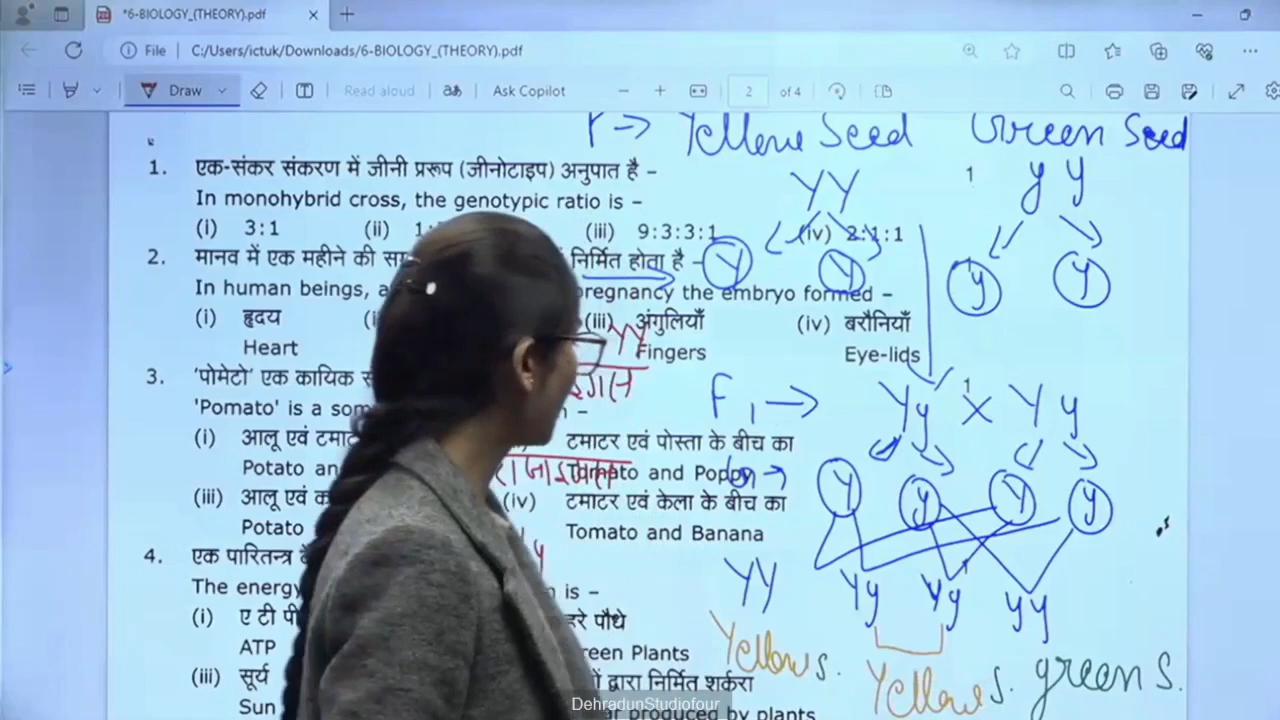 *6-BIOLOGY_(THEORY).pdf
File C:/Users/ictuk/Downloads/6-BIOLOGY_(THEORY).pdf
Draw Read aloud Ask Copilot 2 of 4
P → Yellow Seed Green Seed
1. एक-संकर संकरण में जीनी प्ररूप (जीनोटाइप) अनुपात है – 1
YY yy
In monohybrid cross, the genotypic ratio is –
(i) 3:1 (ii) (iii) 9:3:3:1 (iv) 2:1:1
2. मानव में एक महीने की निर्मित होता है –
Y Y y y
In human beings, pregnancy the embryo formed –
(i) हृदय (iii) अंगुलियाँ (iv) बरौनियाँ
YY
Heart Fingers Eye-lids
3. 'पोमेटो' एक कायिक 1
F1 → Yy × Yy
'Pomato' is a –
(i) आलू एवं टमाटर एवं पोस्ता के बीच का
Potato Tomato and Poppy
Y y Y y
(iii) आलू एवं (iv) टमाटर एवं केला के बीच का
Potato Tomato and Banana
4. एक पारितन्त्र
YY Yy Yy yy
The energy is –
(i) ए टी पी हरे पौधे
ATP Green Plants
Yellow s. Yellow s. green s.
(iii) सूर्य द्वारा निर्मित शर्करा
Sun produced by plants
DehradunStudiofour